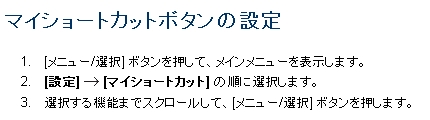 マイショートカットボタンの設定
1. [メニュー/選択] ボタンを押して、メインメニューを表示します。
2. [設定] → [マイショートカット] の順に選択します。
3. 選択する機能までスクロールして、[メニュー/選択] ボタンを押します。